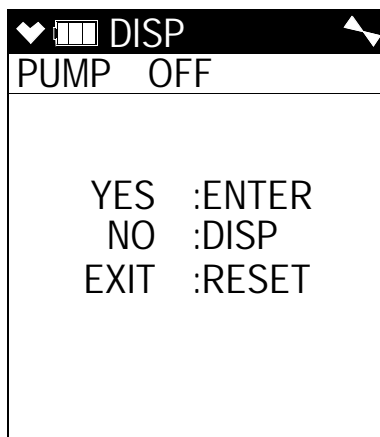 DISP
PUMP OFF
YES :ENTER
NO :DISP
EXIT :RESET